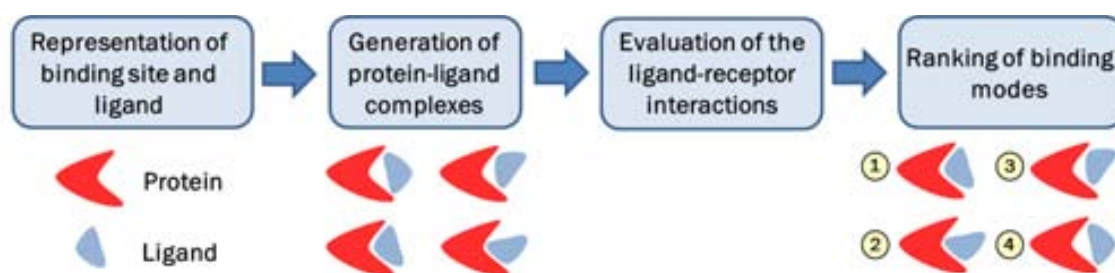 Representation of
binding site and
ligand
Generation of
protein-ligand
complexes
Evaluation of the
ligand-receptor
interactions
Ranking of binding
modes
Protein
Ligand
1
3
2
4